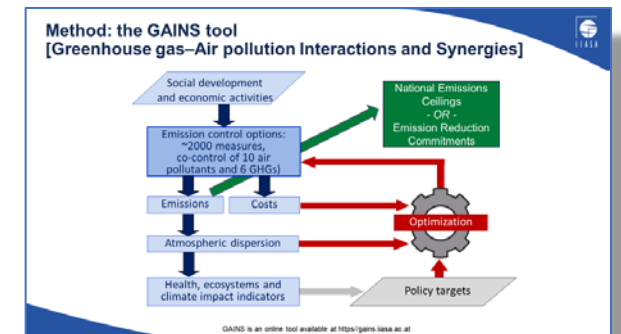 Method: the GAINS tool
[Greenhouse gas–Air pollution Interactions and Synergies]
IIASA
Social development
and economic activities
National Emissions
Ceilings
- OR -
Emission Reduction
Commitments
Emission control options:
~2000 measures,
co-control of 10 air
pollutants and 6 GHGs)
Emissions
Costs
Optimization
Atmospheric dispersion
Health, ecosystems and
climate impact indicators
Policy targets
GAINS is an online tool available at https//gains.iiasa.ac.at